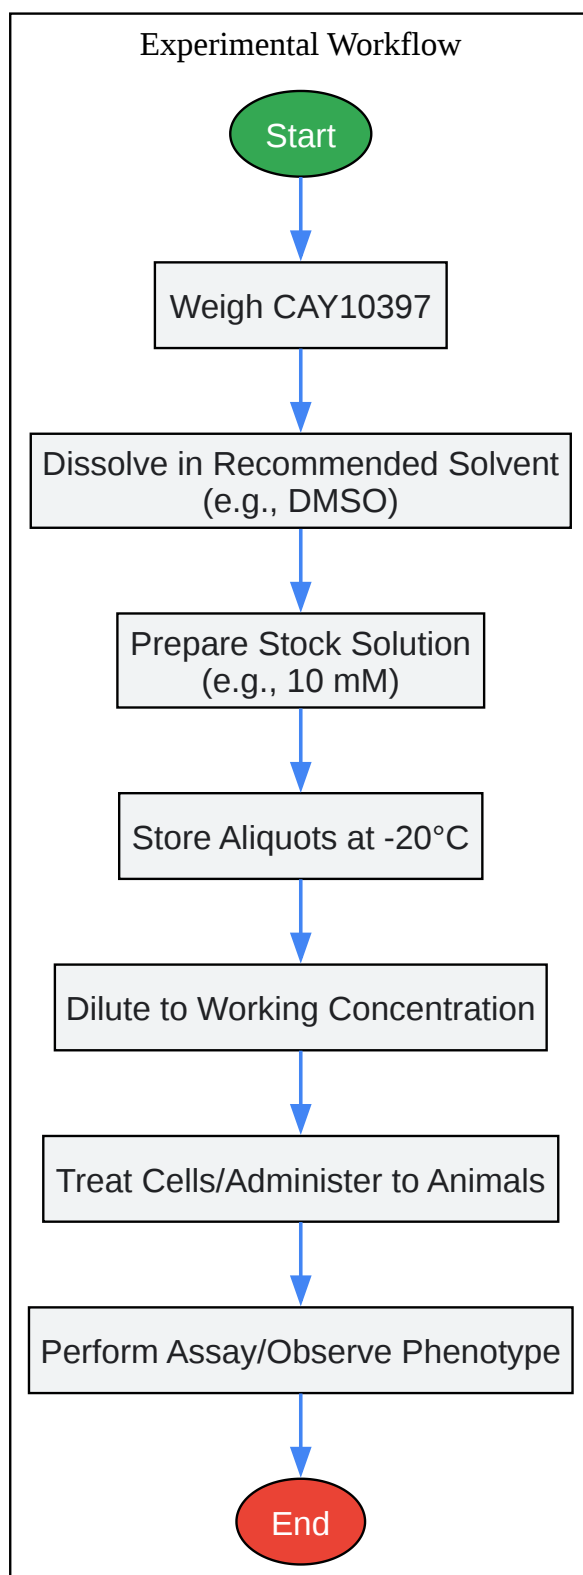 Experimental Workflow
Start
Weigh CAY10397
Dissolve in Recommended Solvent
(e.g., DMSO)
Prepare Stock Solution
(e.g., 10 mM)
Store Aliquots at -20°C
Dilute to Working Concentration
Treat Cells/Administer to Animals
Perform Assay/Observe Phenotype
End